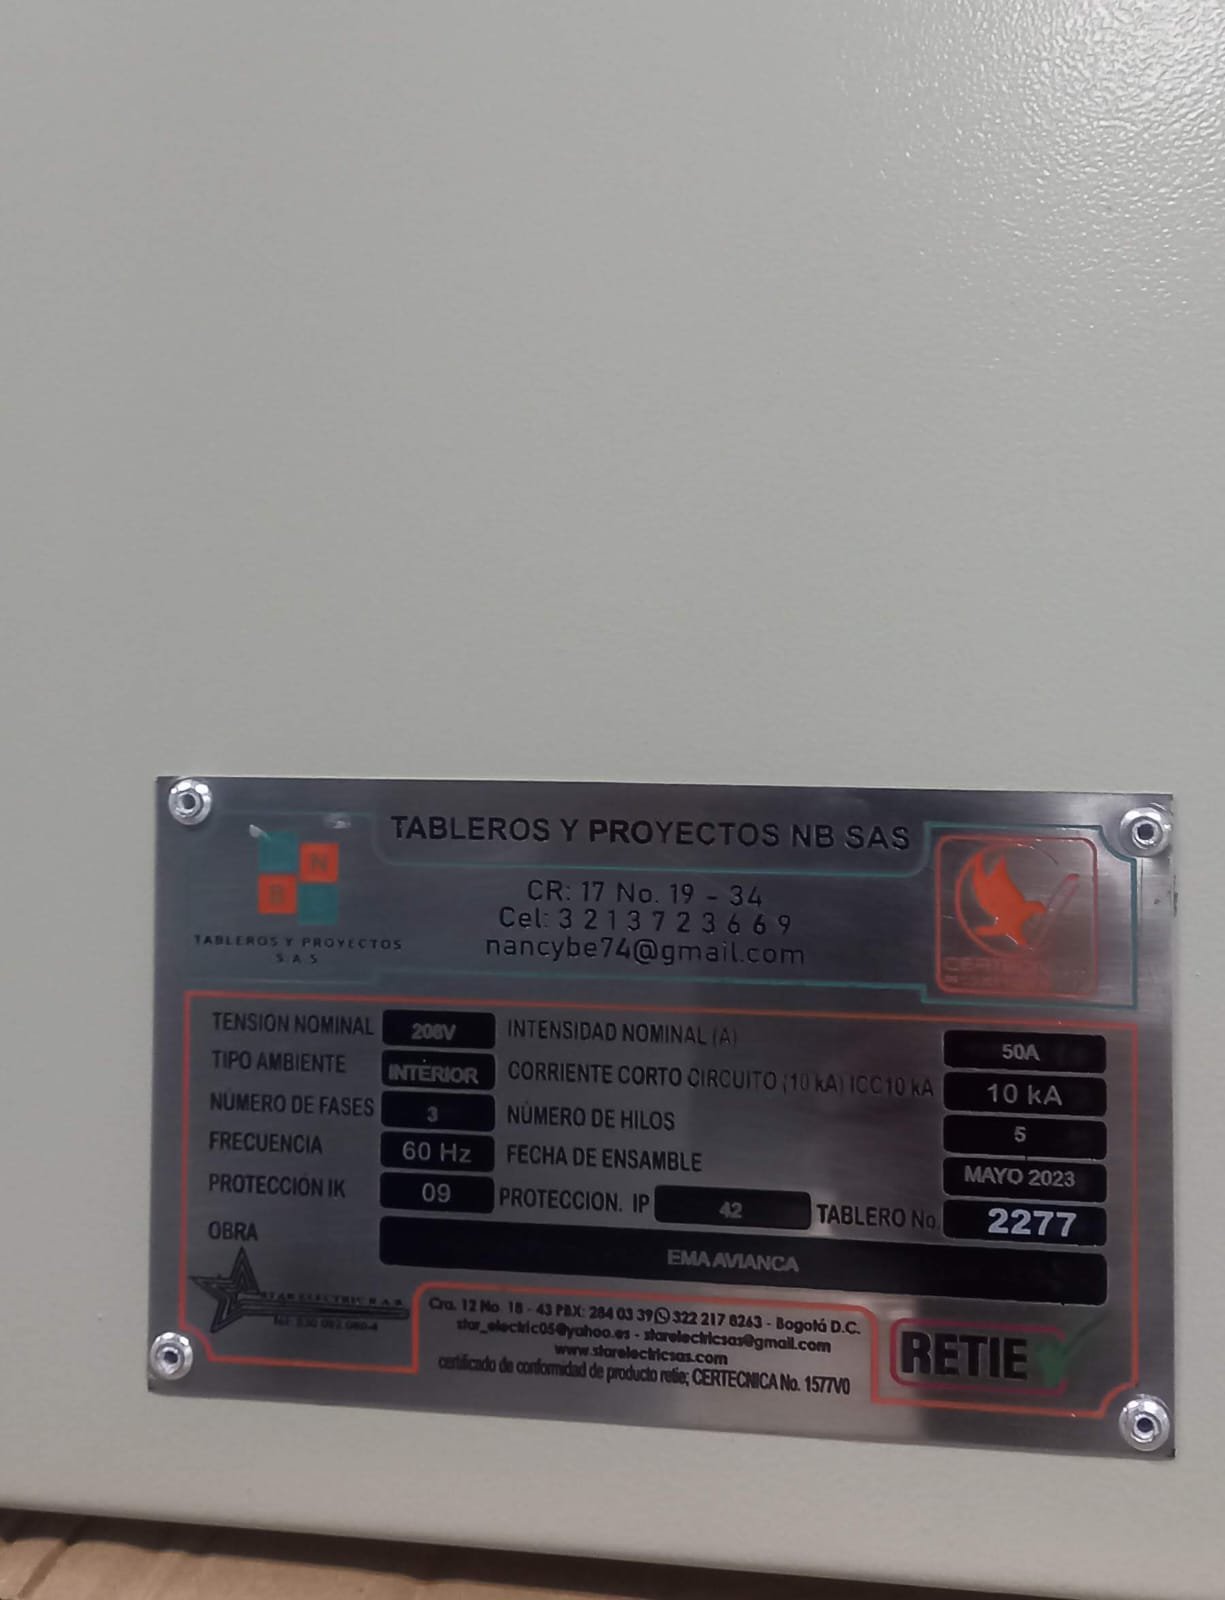 TABLEROS Y PROYECTOS NB SAS
CR: 17 No. 19 - 34
Cel: 3 2 1 3 7 2 3 6 6 9
nancybe74@gmail.com
N
B
TABLEROS Y PROYECTOS
S A S
TENSION NOMINAL 208V INTENSIDAD NOMINAL (A) 50A
TIPO AMBIENTE INTERIOR CORRIENTE CORTO CIRCUITO (10 kA) ICC10 kA 10 kA
NÚMERO DE FASES 3 NÚMERO DE HILOS 5
FRECUENCIA 60 Hz FECHA DE ENSAMBLE MAYO 2023
PROTECCIÓN IK 09 PROTECCION. IP 42 TABLERO No. 2277
OBRA EMA AVIANCA
STAR ELECTRIC S.A.S.
Cra. 12 No. 18 - 43 PBX: 284 03 39 322 217 8263 - Bogotá D.C.
star_electric05@yahoo.es - starelectricsas@gmail.com
www.starelectricsas.com
certificado de conformidad de producto retie; CERTECNICA No. 1577V0
RETIE